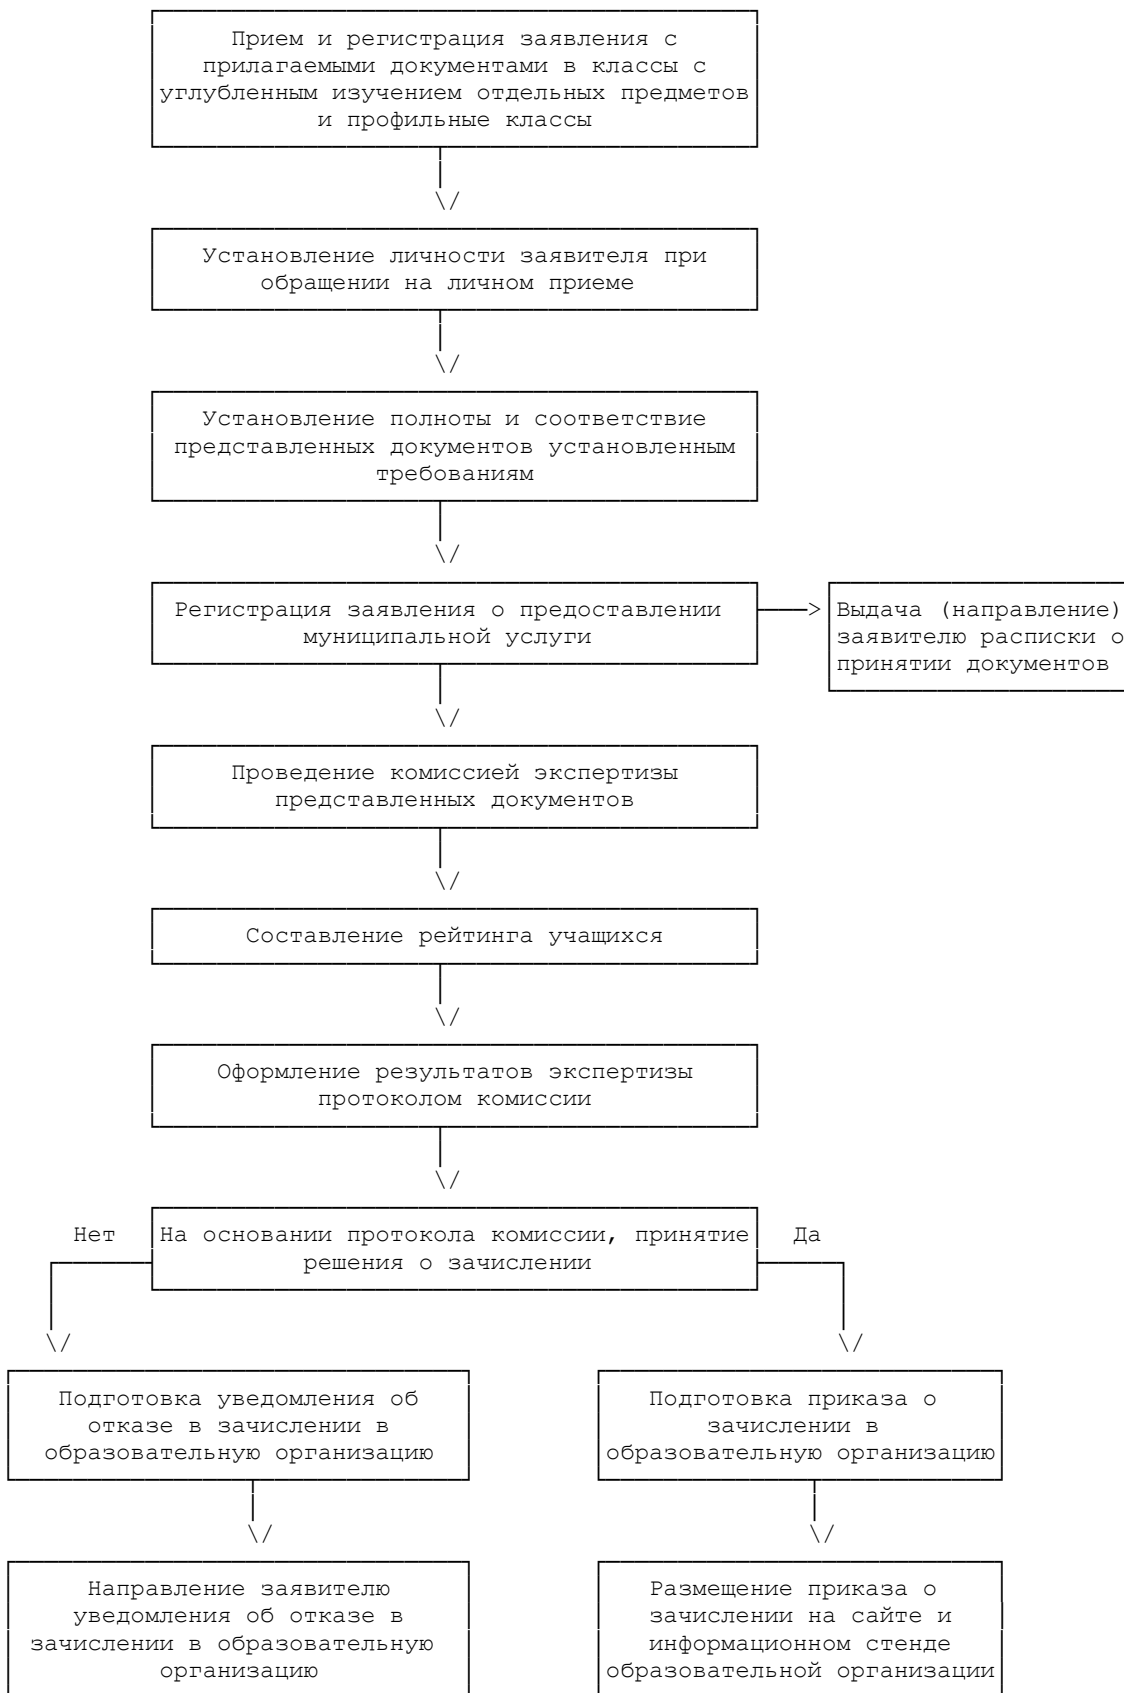 Прием и регистрация заявления с
прилагаемыми документами в классы с
углубленным изучением отдельных предметов
и профильные классы
Установление личности заявителя при
обращении на личном приеме
Установление полноты и соответствие
представленных документов установленным
требованиям
Регистрация заявления о предоставлении
муниципальной услуги
Выдача (направление)
заявителю расписки о
принятии документов
Проведение комиссией экспертизы
представленных документов
Составление рейтинга учащихся
Оформление результатов экспертизы
протоколом комиссии
Нет
На основании протокола комиссии, принятие
решения о зачислении
Да
Подготовка уведомления об
отказе в зачислении в
образовательную организацию
Подготовка приказа о
зачислении в
образовательную организацию
Направление заявителю
уведомления об отказе в
зачислении в образовательную
организацию
Размещение приказа о
зачислении на сайте и
информационном стенде
образовательной организации